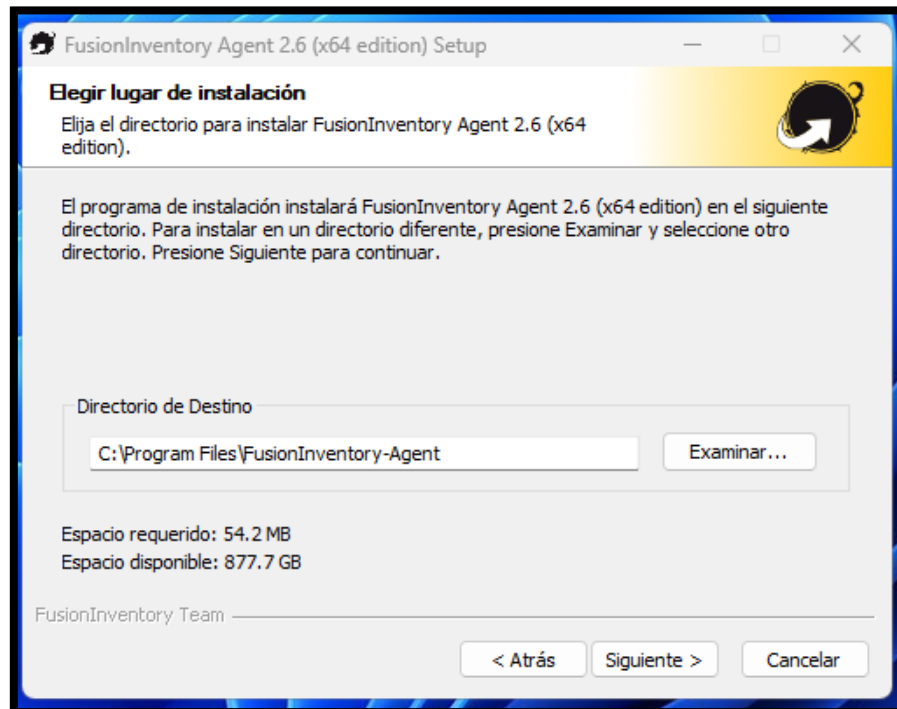 FusionInventory Agent 2.6 (x64 edition) Setup
Elegir lugar de instalación
Elija el directorio para instalar FusionInventory Agent 2.6 (x64
edition).
El programa de instalación instalará FusionInventory Agent 2.6 (x64 edition) en el siguiente
directorio. Para instalar en un directorio diferente, presione Examinar y seleccione otro
directorio. Presione Siguiente para continuar.
Directorio de Destino
C:\Program Files\FusionInventory-Agent
Examinar...
Espacio requerido: 54.2 MB
Espacio disponible: 877.7 GB
FusionInventory Team
< Atrás
Siguiente >
Cancelar